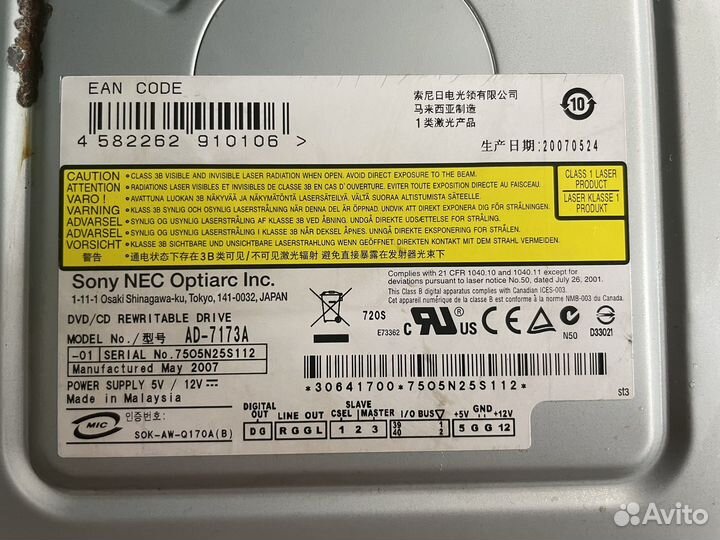 EAN CODE
4 582262 910106 >
索尼日电光领有限公司
马来西亚制造
1类激光产品
10
生产日期:20070524
CAUTION • CLASS 3B VISIBLE AND INVISIBLE LASER RADIATION WHEN OPEN. AVOID DIRECT EXPOSURE TO THE BEAM.
ATTENTION • RADIATIONS LASER VISIBLES ET INVISIBLES DE CLASSE 3B EN CAS D'OUVERTURE. EVITER TOUTE EXPOSITION DIRECTE AU FAISCEAU.
VARO ! • AVATTUNA LUOKAN 3B NÄKYVÄÄ JA NÄKYMÄTÖNTÄ LASERSÄTEILYÄ. VÄLTÄ SUORAA ALTISTUMISTA SÄTEELLE.
VARNING • KLASS 3B SYNLIG OCH OSYNLIG LASERSTRÅLNING NÄR DENNA DEL ÄR ÖPPNAD. UNDVIK ATT DIREKT EXPONERA DIG FÖR STRÅLNINGEN.
ADVARSEL • SYNLIG OG USYNLIG LASERSTRÅLING AF KLASSE 3B VED ÅBNING. UNDGÅ DIREKTE UDSÆTTELSE FOR STRÅLING.
ADVARSEL • SYNLIG OG USYNLIG LASERSTRÅLING KLASSE 3B I NÅR DEKSEL ÅPNES. UNNGÅ DIREKTE EKSPONERING FOR STRÅLEN.
VORSICHT • KLASSE 3B SICHTBARE UND UNSICHTBARE LASERSTRAHLUNG WENN GEÖFFNET DIREKTEN KONTAKT MIT DEM LASERSTRAHL VERMEIDEN.
警告 • 通电状态下存在3B类可见/不可见激光辐射 避免直接暴露在发射器光束下
CLASS 1 LASER
PRODUCT
LASER KLASSE 1
PRODUKT
Sony NEC Optiarc Inc.
1-11-1 Osaki Shinagawa-ku, Tokyo, 141-0032, JAPAN
Complies with 21 CFR 1040.10 and 1040.11 except for
deviations pursuant to laser notice No.50, dated July 26, 2001.
This Class B digital apparatus complies with Canadian ICES-003.
Cet appareil numérique de la classe B est conforme à la norme NMB-003 du Canada.
DVD/CD REWRITABLE DRIVE
MODEL No./型号 AD-7173A
-01 SERIAL No.7505N25S112
Manufactured May 2007
POWER SUPPLY 5V / 12V
Made in Malaysia
720S
E73362
C RU US
CE
N50
D33021
*30641700*7505N25S112*
st3
MIC
인증번호:
SOK-AW-Q170A(B)
DIGITAL OUT
DG
LINE OUT
RGGL
SLAVE
CSEL MASTER
1 2 3
I/O BUS
39 1
40 2
GND
+5V +12V
5 G G 12
Avito